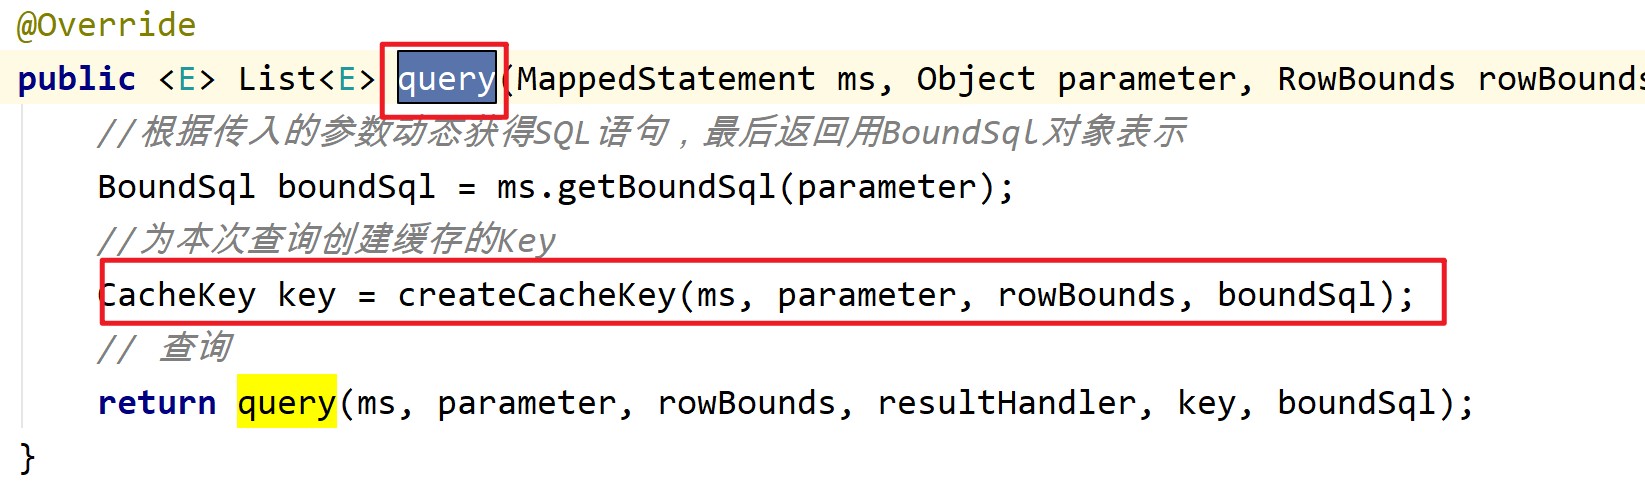 @Override
public <E> List<E> query(MappedStatement ms, Object parameter, RowBounds rowBounds
//根据传入的参数动态获得SQL语句，最后返回用BoundSql对象表示
BoundSql boundSql = ms.getBoundSql(parameter);
//为本次查询创建缓存的Key
CacheKey key = createCacheKey(ms, parameter, rowBounds, boundSql);
// 查询
return query(ms, parameter, rowBounds, resultHandler, key, boundSql);
}